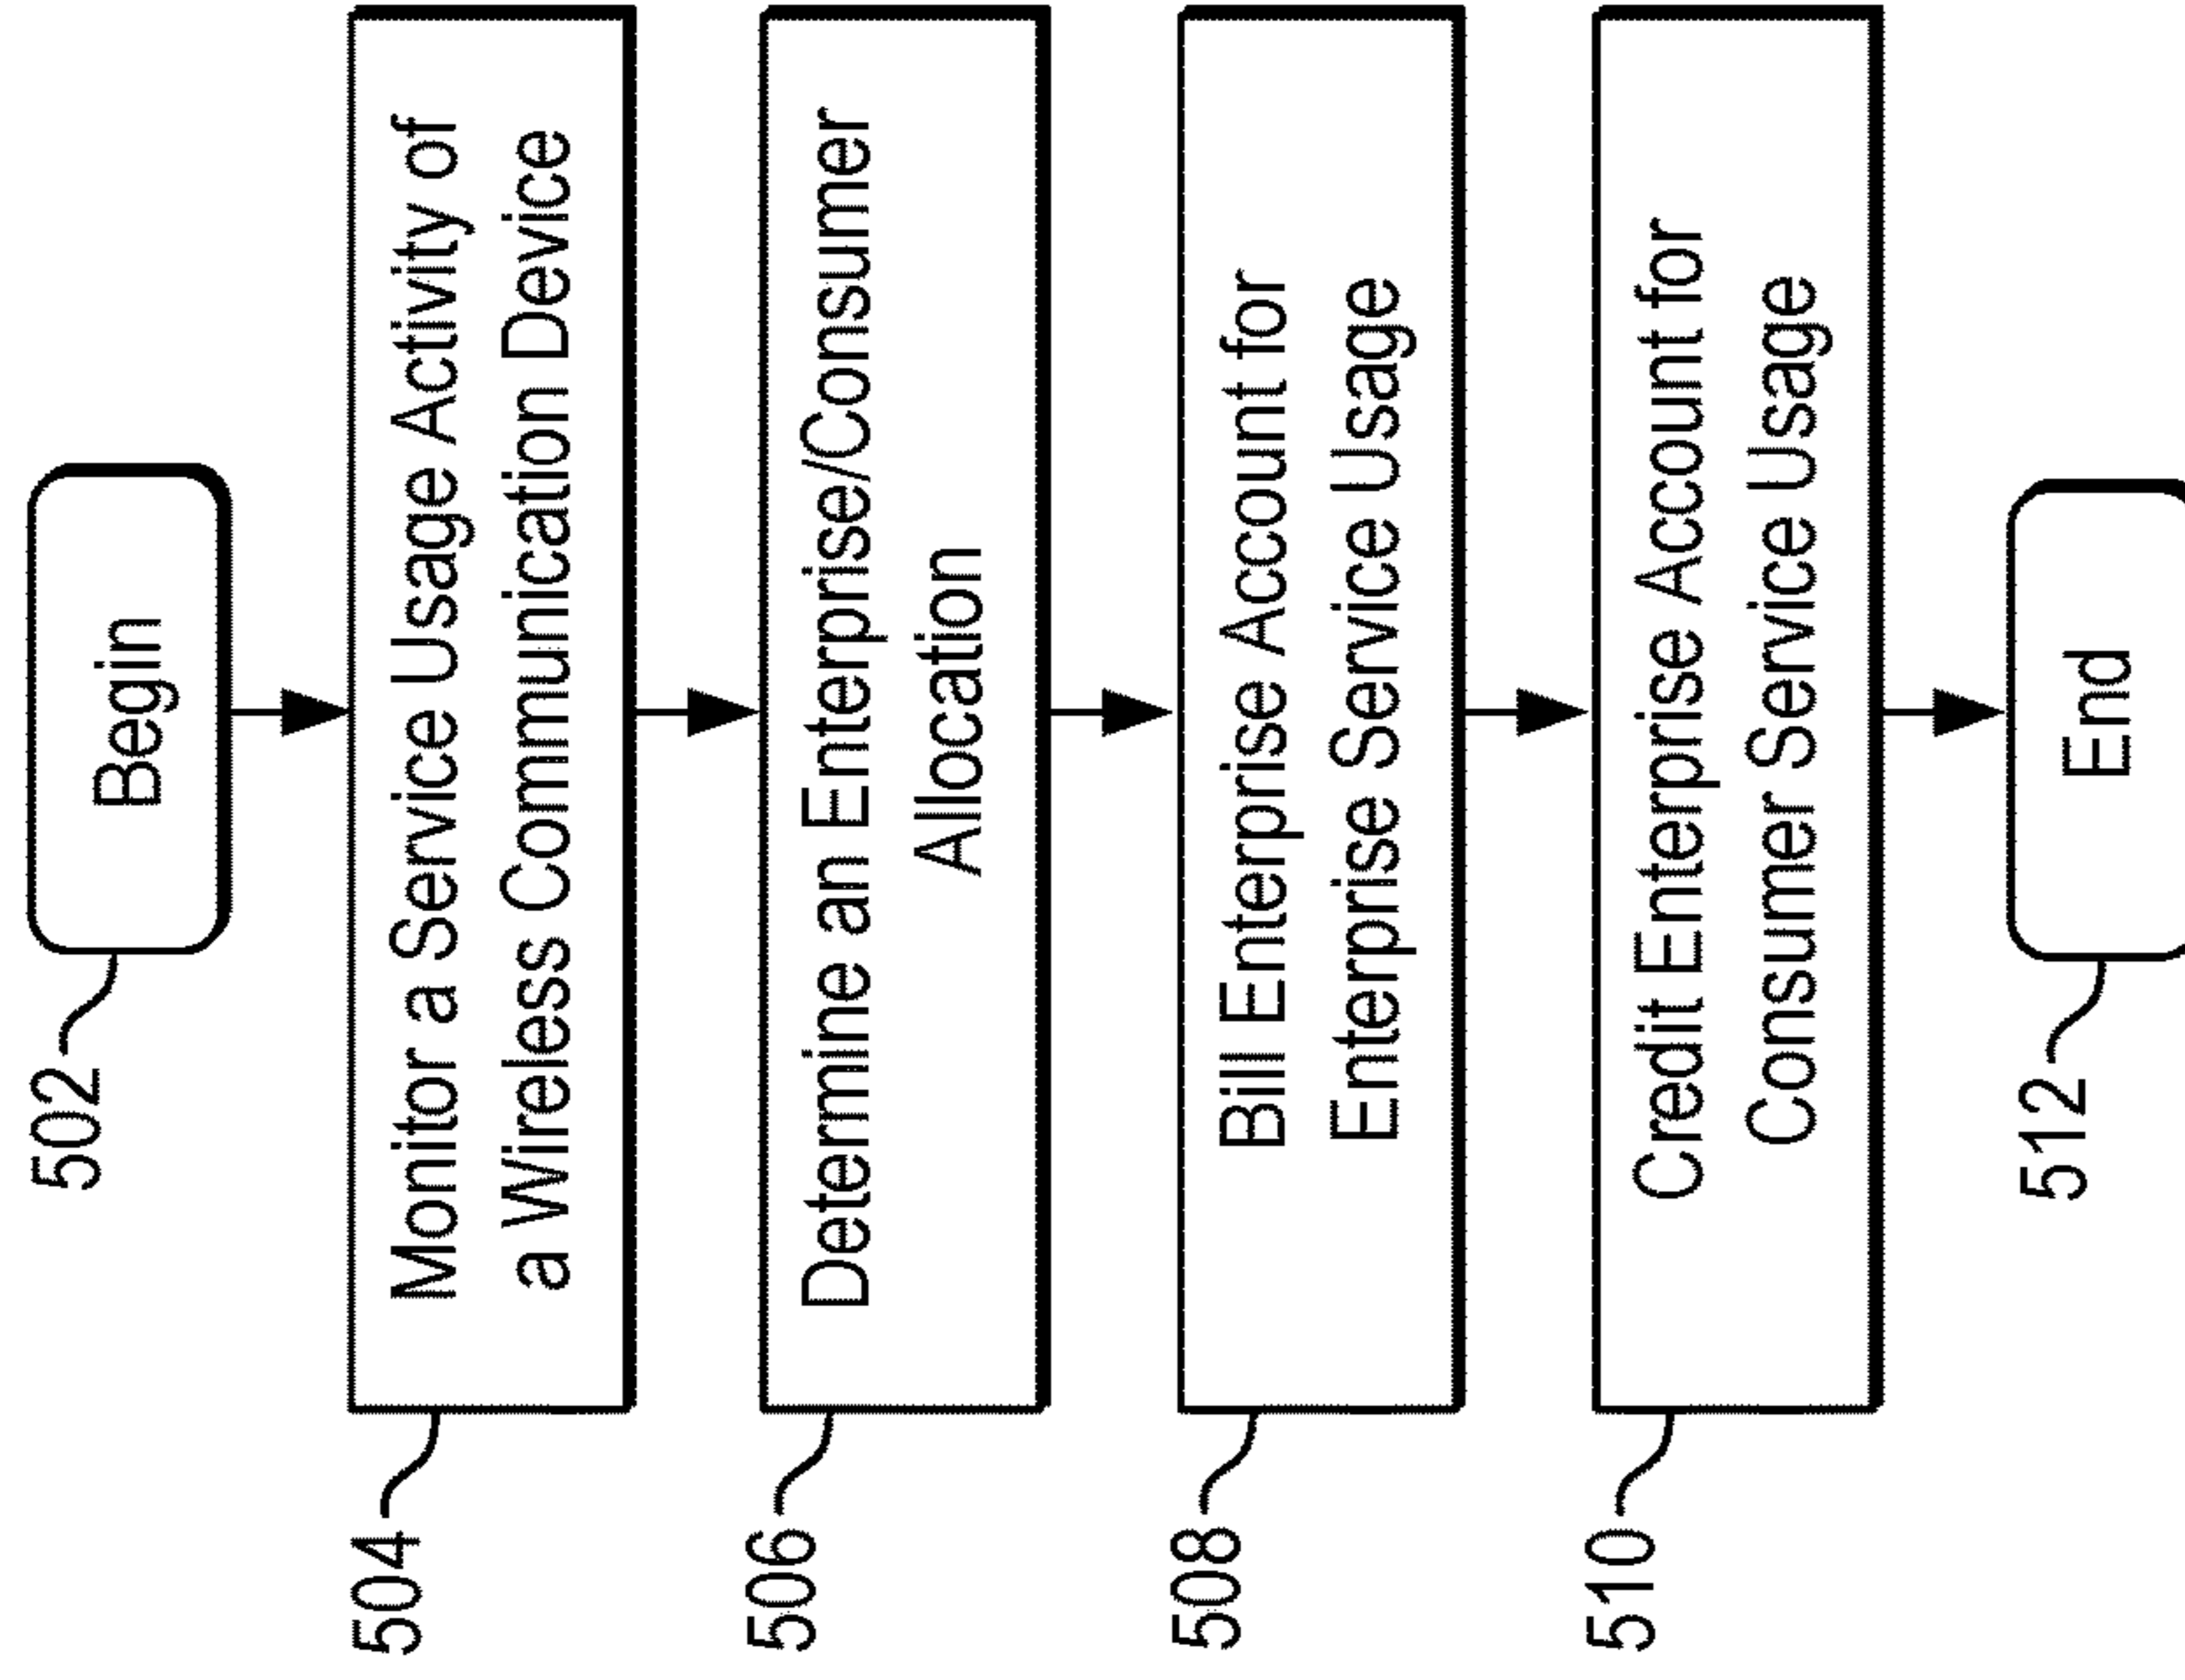 502
Begin
504
Monitor a Service Usage Activity of
a Wireless Communication Device
506
Determine an Enterprise/Consumer
Allocation
508
Bill Enterprise Account for
Enterprise Service Usage
510
Credit Enterprise Account for
Consumer Service Usage
512
End